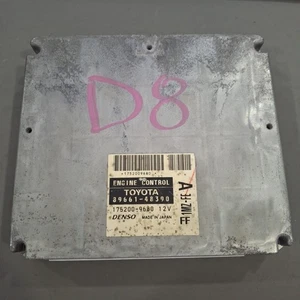 D8
ENGINE CONTROL
TOYOTA
89661-48390
175200-9680 12V
DENSO MADE IN JAPAN
A